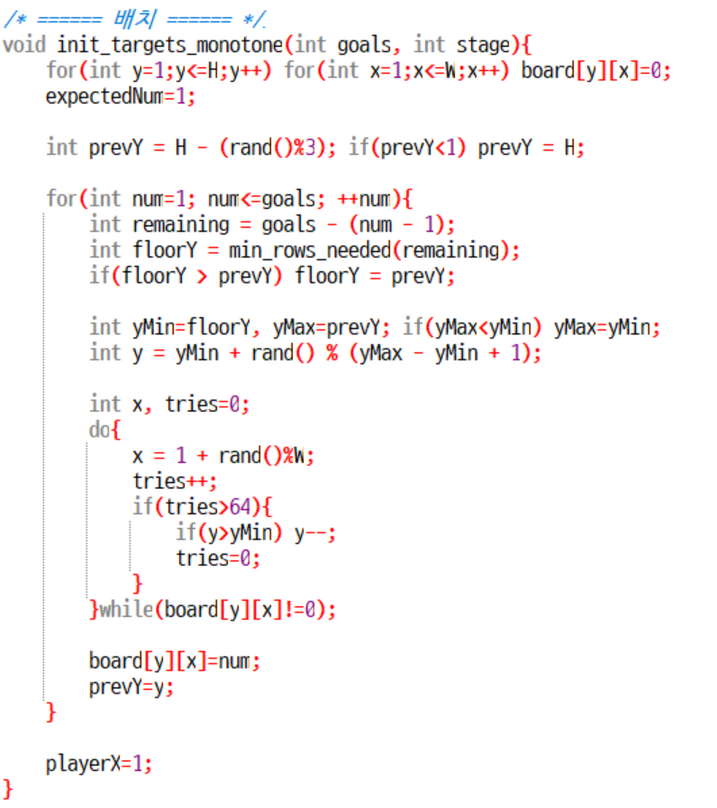 /* ====== 배치 ====== */
void init_targets_monotone(int goals, int stage){
    for(int y=1;y<=H;y++) for(int x=1;x<=W;x++) board[y][x]=0;
    expectedNum=1;

    int prevY = H - (rand()%3); if(prevY<1) prevY = H;

    for(int num=1; num<=goals; ++num){
        int remaining = goals - (num - 1);
        int floorY = min_rows_needed(remaining);
        if(floorY > prevY) floorY = prevY;

        int yMin=floorY, yMax=prevY; if(yMax<yMin) yMax=yMin;
        int y = yMin + rand() % (yMax - yMin + 1);

        int x, tries=0;
        do{
            x = 1 + rand()%W;
            tries++;
            if(tries>64){
                if(y>yMin) y--;
                tries=0;
            }
        }while(board[y][x]!=0);

        board[y][x]=num;
        prevY=y;
    }

    playerX=1;
}